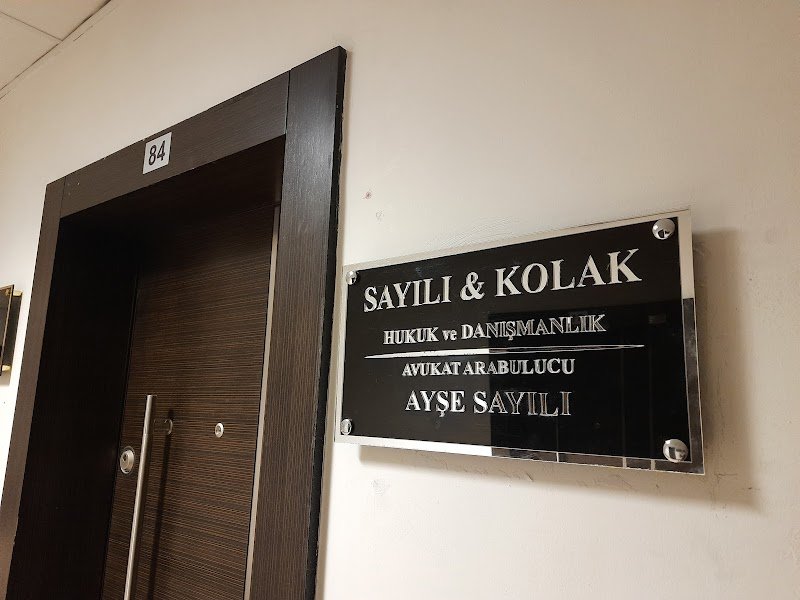 84
SAYILI & KOLAK
HUKUK ve DANIŞMANLIK
AVUKAT ARABULUCU
AYŞE SAYILI